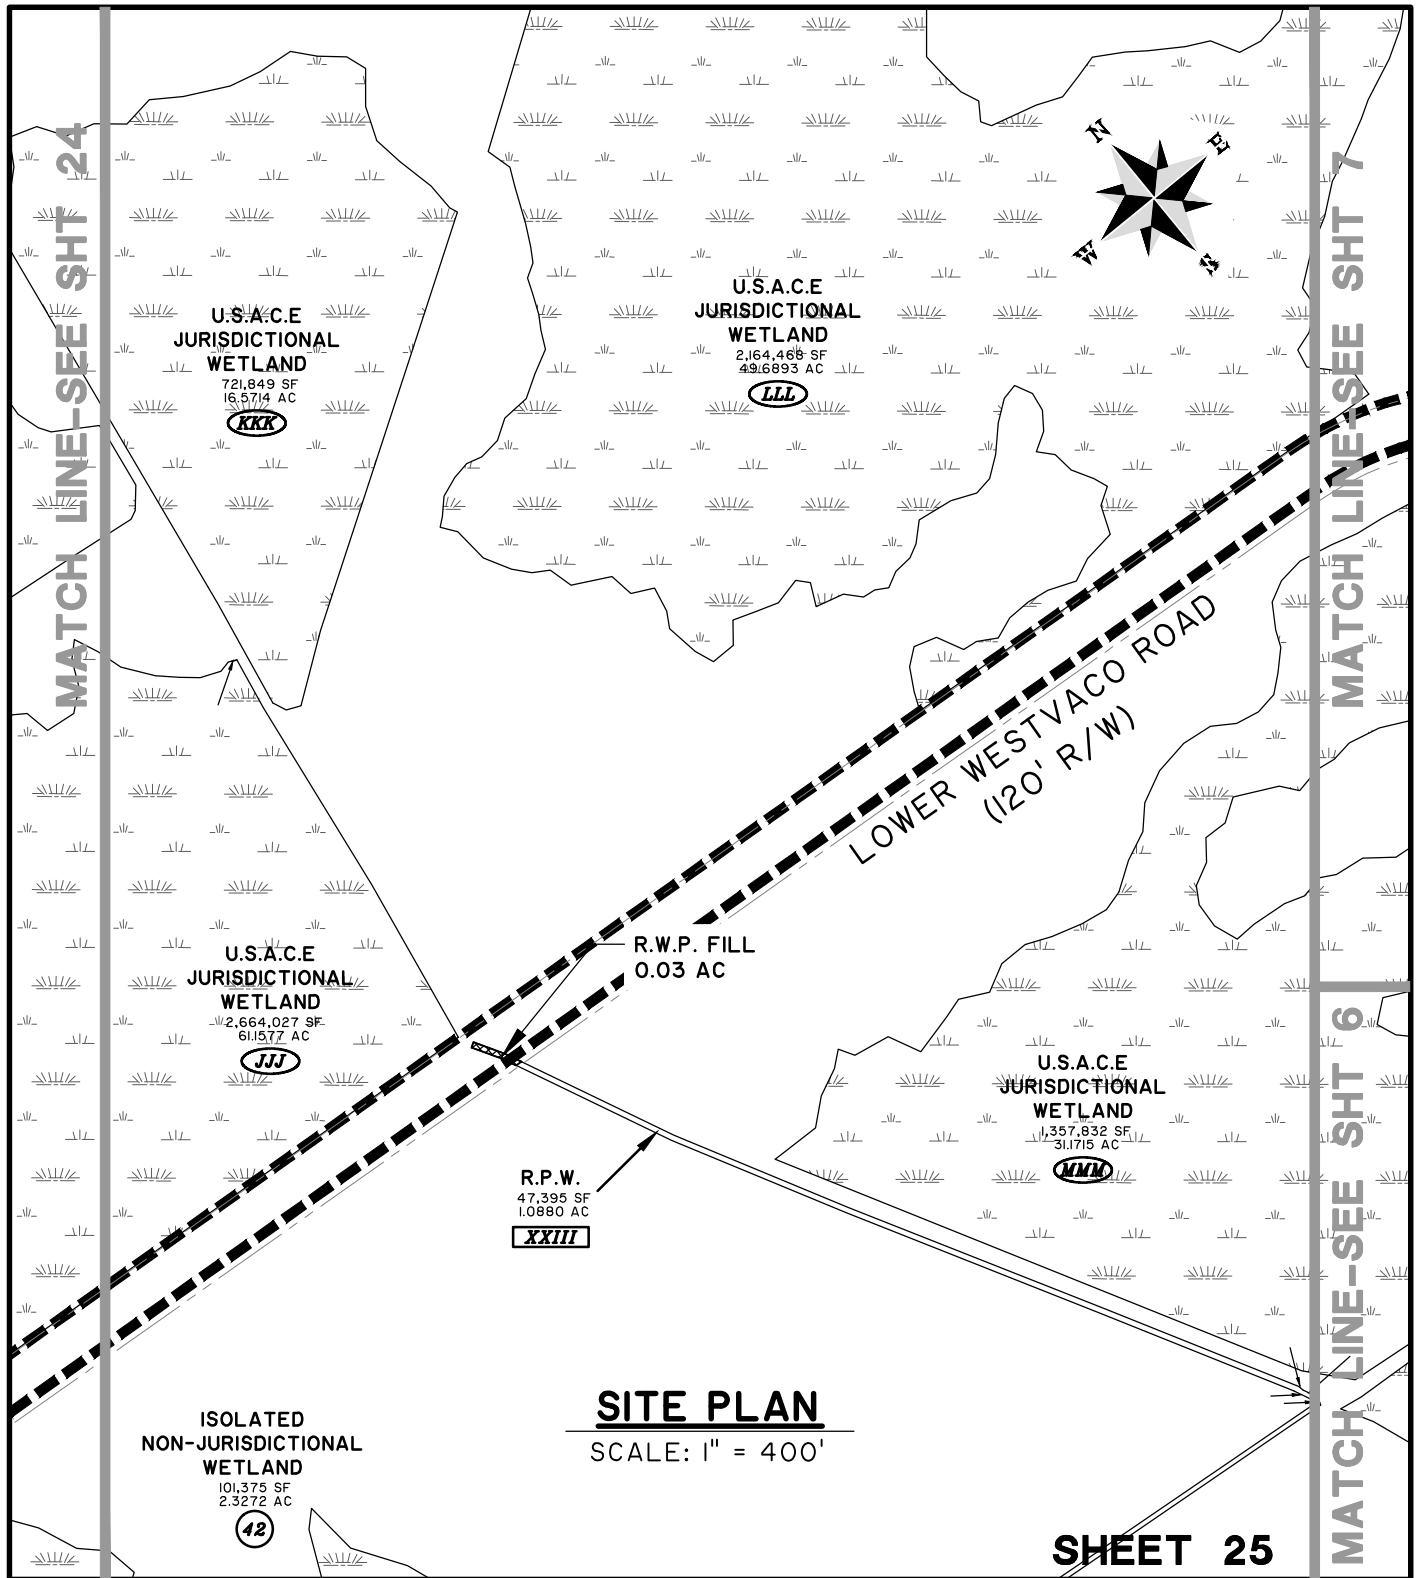 MATCH LINE-SEE SHT 24
N
E
W
S
MATCH LINE-SEE SHT 7
U.S.A.C.E
JURISDICTIONAL
WETLAND
721,849 SF
16.5714 AC
KKK
U.S.A.C.E
JURISDICTIONAL
WETLAND
2,164,468 SF
49.6893 AC
LLL
LOWER WESTVACO ROAD
(120' R/W)
R.W.P. FILL
0.03 AC
U.S.A.C.E
JURISDICTIONAL
WETLAND
2,664,027 SF
61.1577 AC
JJJ
U.S.A.C.E
JURISDICTIONAL
WETLAND
1,357,832 SF
31.1715 AC
MMM
R.P.W.
47,395 SF
1.0880 AC
XXIII
MATCH LINE-SEE SHT 6
SITE PLAN
SCALE: 1" = 400'
ISOLATED
NON-JURISDICTIONAL
WETLAND
101,375 SF
2.3272 AC
42
SHEET 25